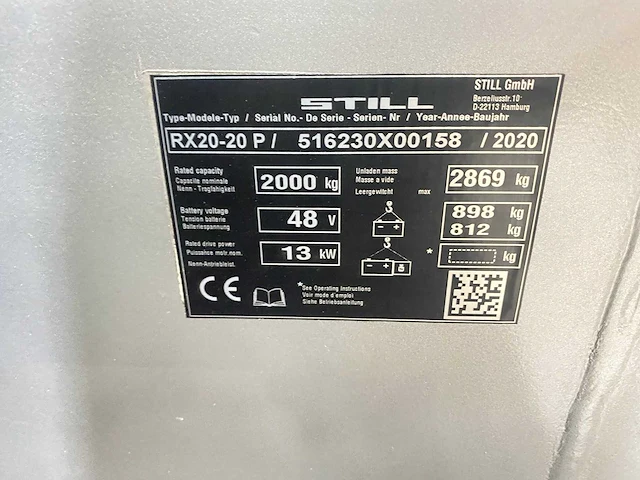 STILL GmbH
Berzeliusstr. 10
D-22113 Hamburg
STILL
Type-Modele-Typ / Serial No.- De Serie - Serien- Nr / Year-Annee-Baujahr
RX20-20 P / 516230X00158 / 2020
Rated capacity
Capacite nominale
Nenn - Tragfahigkeit
2000 kg
Unladen mass
Masse a vide
Leergewitcht max
2869 kg
Battery voltage
Tension batterie
Batteriespannung
48 V
898 kg
812 kg
Rated drive power
Puissance motr.nom.
Nenn-Antriebleist.
13 kW
* kg
CE
*See Operating Instructions
Voir mode d'emploi
Siehe Betriebsanleitung